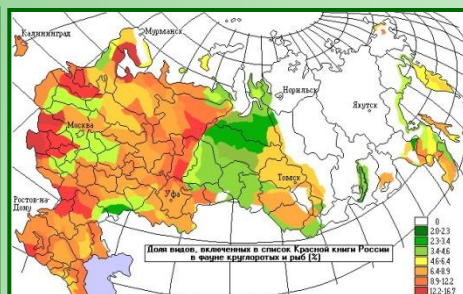 Калининград
Мурманск
Норильск
Якутск
Москва
Томск
Уфа
Ростов-на-
Дону
Доля видов, включенных в список Красной книги России
в фауне круглоротых и рыб (%)
0
2.0-2.3
2.3-3.4
3.4-4.6
4.6-6.4
6.4-8.9
8.9-12.2
12.2-16.7